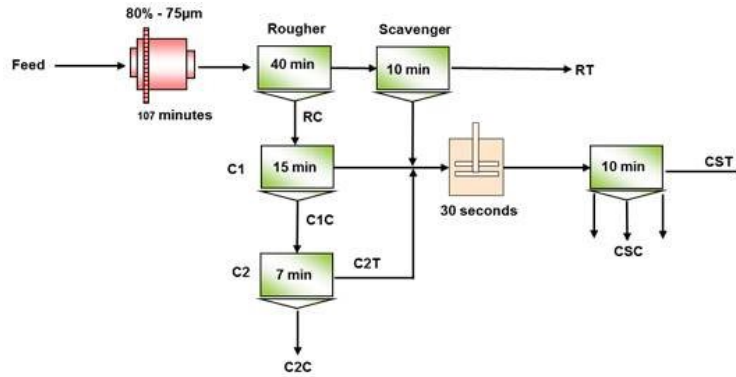 80% - 75µm
Rougher
Scavenger
Feed
40 min
10 min
RT
107 minutes
RC
C1
15 min
10 min
CST
30 seconds
C1C
CSC
C2
7 min
C2T
C2C